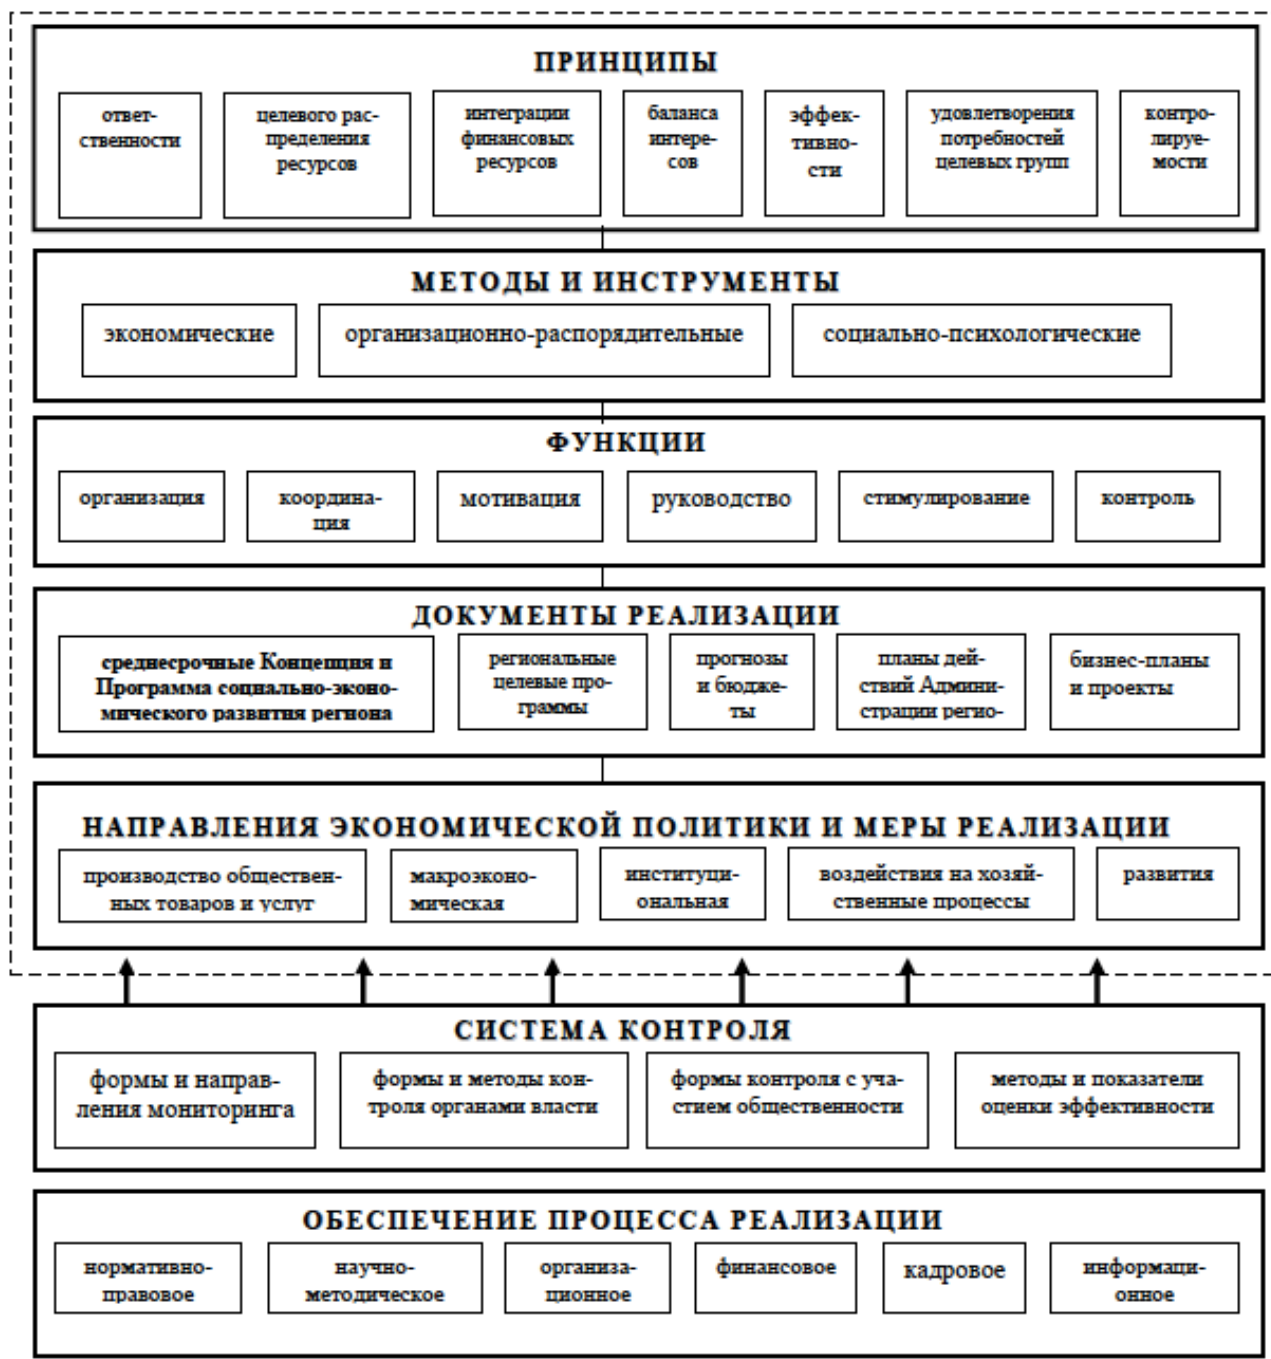 ПРИНЦИПЫ
ответ-
ственности
целевого рас-
пределения
ресурсов
интеграции
финансовых
ресурсов
баланса
интере-
сов
эффек-
тивно-
сти
удовлетворения
потребностей
целевых групп
контро-
лируе-
мости
МЕТОДЫ И ИНСТРУМЕНТЫ
экономические
организационно-распорядительные
социально-психологические
ФУНКЦИИ
организация
координа-
ция
мотивация
руководство
стимулирование
контроль
ДОКУМЕНТЫ РЕАЛИЗАЦИИ
среднесрочные Концепция и
Программа социально-эконо-
мического развития региона
региональные
целевые про-
граммы
прогнозы
и бюдже-
ты
планы дей-
ствий Админи-
страции регио-
бизнес-планы
и проекты
НАПРАВЛЕНИЯ ЭКОНОМИЧЕСКОЙ ПОЛИТИКИ И МЕРЫ РЕАЛИЗАЦИИ
производство обществен-
ных товаров и услуг
макроэконо-
мическая
институци-
ональная
воздействия на хозяй-
ственные процессы
развития
СИСТЕМА КОНТРОЛЯ
формы и направ-
ления мониторинга
формы и методы кон-
троля органами власти
формы контроля с уча-
стием общественности
методы и показатели
оценки эффективности
ОБЕСПЕЧЕНИЕ ПРОЦЕССА РЕАЛИЗАЦИИ
нормативно-
правовое
научно-
методическое
организа-
ционное
финансовое
кадровое
информаци-
онное